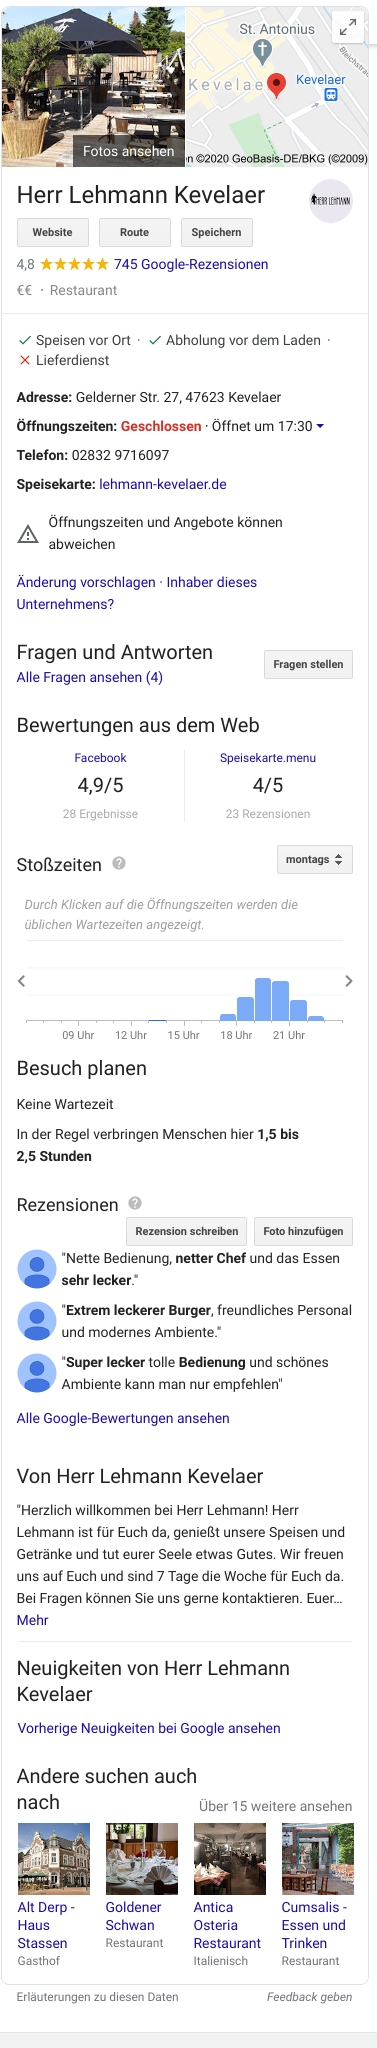 St. Antonius
Kevelae
Kevelaer
Bleichstraß
Fotos ansehen
n ©2020 GeoBasis-DE/BKG (©2009)
Herr Lehmann Kevelaer
HERR LEHMANN
Website
Route
Speichern
4,8 745 Google-Rezensionen
€€ · Restaurant
Speisen vor Ort · Abholung vor dem Laden ·
Lieferdienst
Adresse: Gelderner Str. 27, 47623 Kevelaer
Öffnungszeiten: Geschlossen · Öffnet um 17:30
Telefon: 02832 9716097
Speisekarte: lehmann-kevelaer.de
Öffnungszeiten und Angebote können
abweichen
Änderung vorschlagen · Inhaber dieses
Unternehmens?
Fragen und Antworten
Alle Fragen ansehen (4)
Fragen stellen
Bewertungen aus dem Web
Facebook
4,9/5
28 Ergebnisse
Speisekarte.menu
4/5
23 Rezensionen
Stoßzeiten ?
montags
Durch Klicken auf die Öffnungszeiten werden die
üblichen Wartezeiten angezeigt.
09 Uhr 12 Uhr 15 Uhr 18 Uhr 21 Uhr
Besuch planen
Keine Wartezeit
In der Regel verbringen Menschen hier 1,5 bis
2,5 Stunden
Rezensionen ?
Rezension schreiben
Foto hinzufügen
"Nette Bedienung, netter Chef und das Essen
sehr lecker."
"Extrem leckerer Burger, freundliches Personal
und modernes Ambiente."
"Super lecker tolle Bedienung und schönes
Ambiente kann man nur empfehlen"
Alle Google-Bewertungen ansehen
Von Herr Lehmann Kevelaer
"Herzlich willkommen bei Herr Lehmann! Herr
Lehmann ist für Euch da, genießt unsere Speisen und
Getränke und tut eurer Seele etwas Gutes. Wir freuen
uns auf Euch und sind 7 Tage die Woche für Euch da.
Bei Fragen können Sie uns gerne kontaktieren. Euer...
Mehr
Neuigkeiten von Herr Lehmann
Kevelaer
Vorherige Neuigkeiten bei Google ansehen
Andere suchen auch
nach
Über 15 weitere ansehen
Alt Derp -
Haus
Stassen
Gasthof
Goldener
Schwan
Restaurant
Antica
Osteria
Restaurant
Italienisch
Cumsalis -
Essen und
Trinken
Restaurant
Erläuterungen zu diesen Daten
Feedback geben